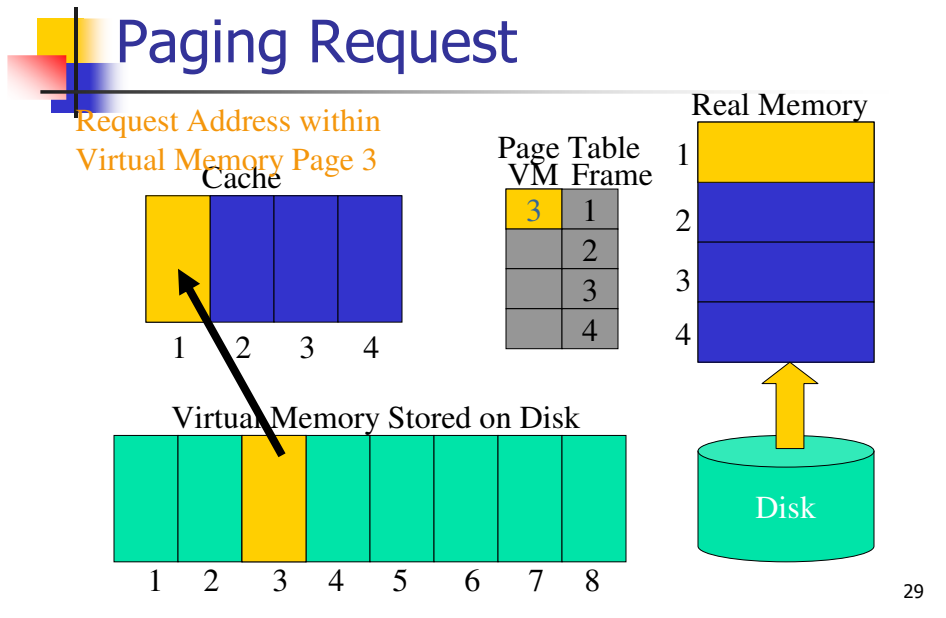 Paging Request
Request Address within
Virtual Memory Page 3
Cache
1 2 3 4
Page Table
VM Frame
3 1
2
3
4
Real Memory
1
2
3
4
Virtual Memory Stored on Disk
1 2 3 4 5 6 7 8
Disk
29